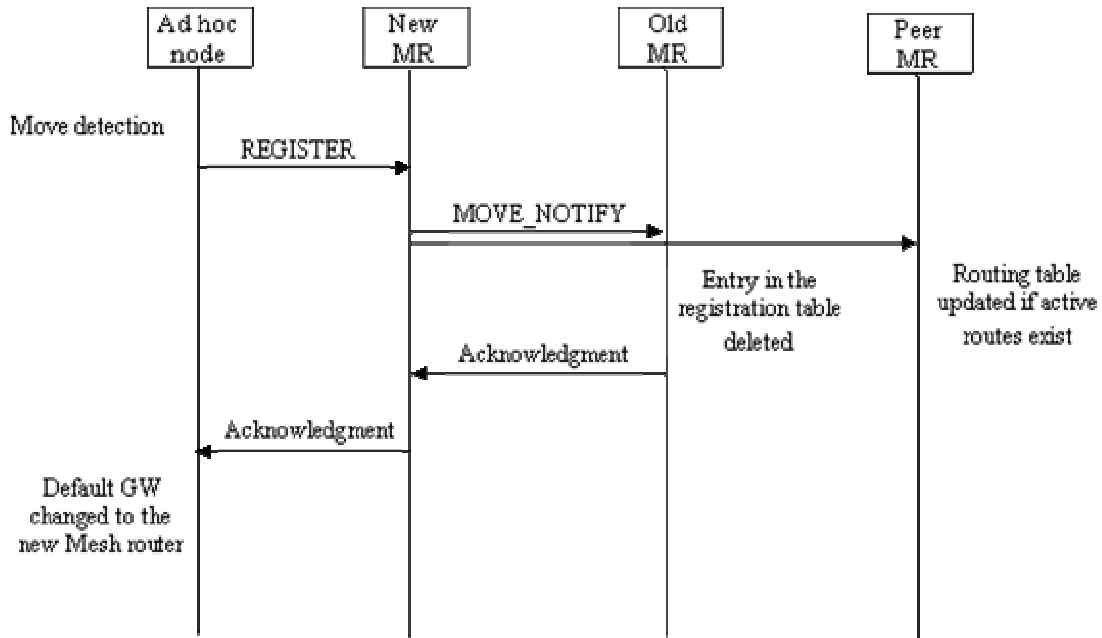 Ad hoc
node
New
MR
Old
MR
Peer
MR
Move detection
REGISTER
MOVE_NOTIFY
Entry in the
registration table
deleted
Routing table
updated if active
routes exist
Acknowledgment
Acknowledgment
Default GW
changed to the
new Mesh router